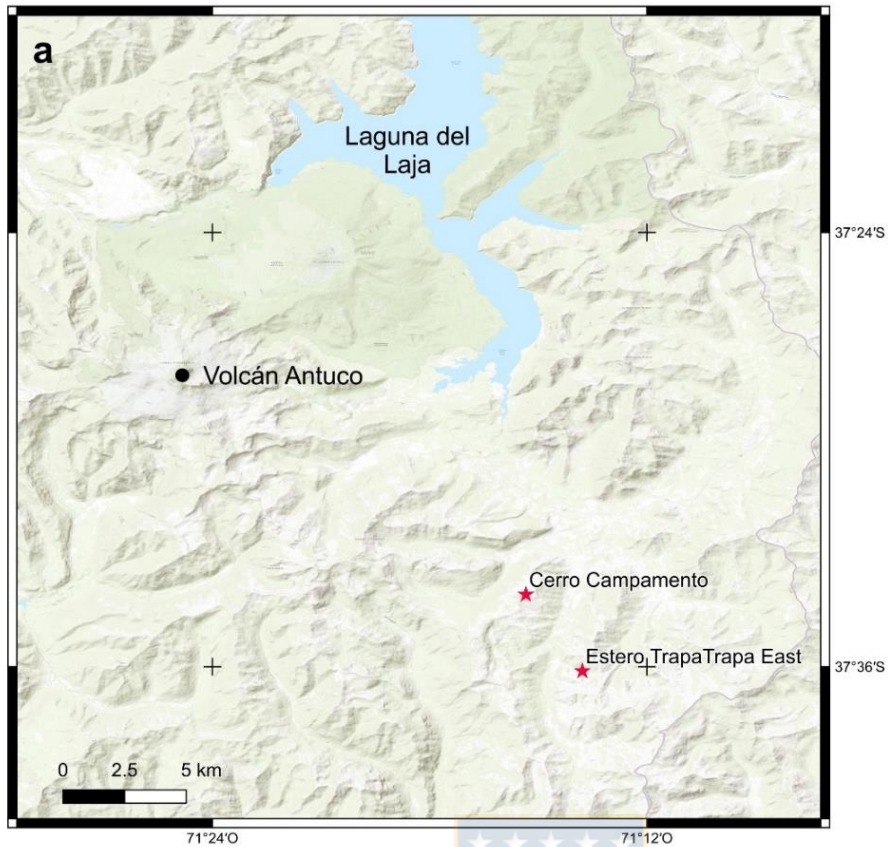 a
Laguna del
Laja
37°24'S
Volcán Antuco
Cerro Campamento
Estero TrapaTrapa East
37°36'S
0 2.5 5 km
71°24'O
71°12'O